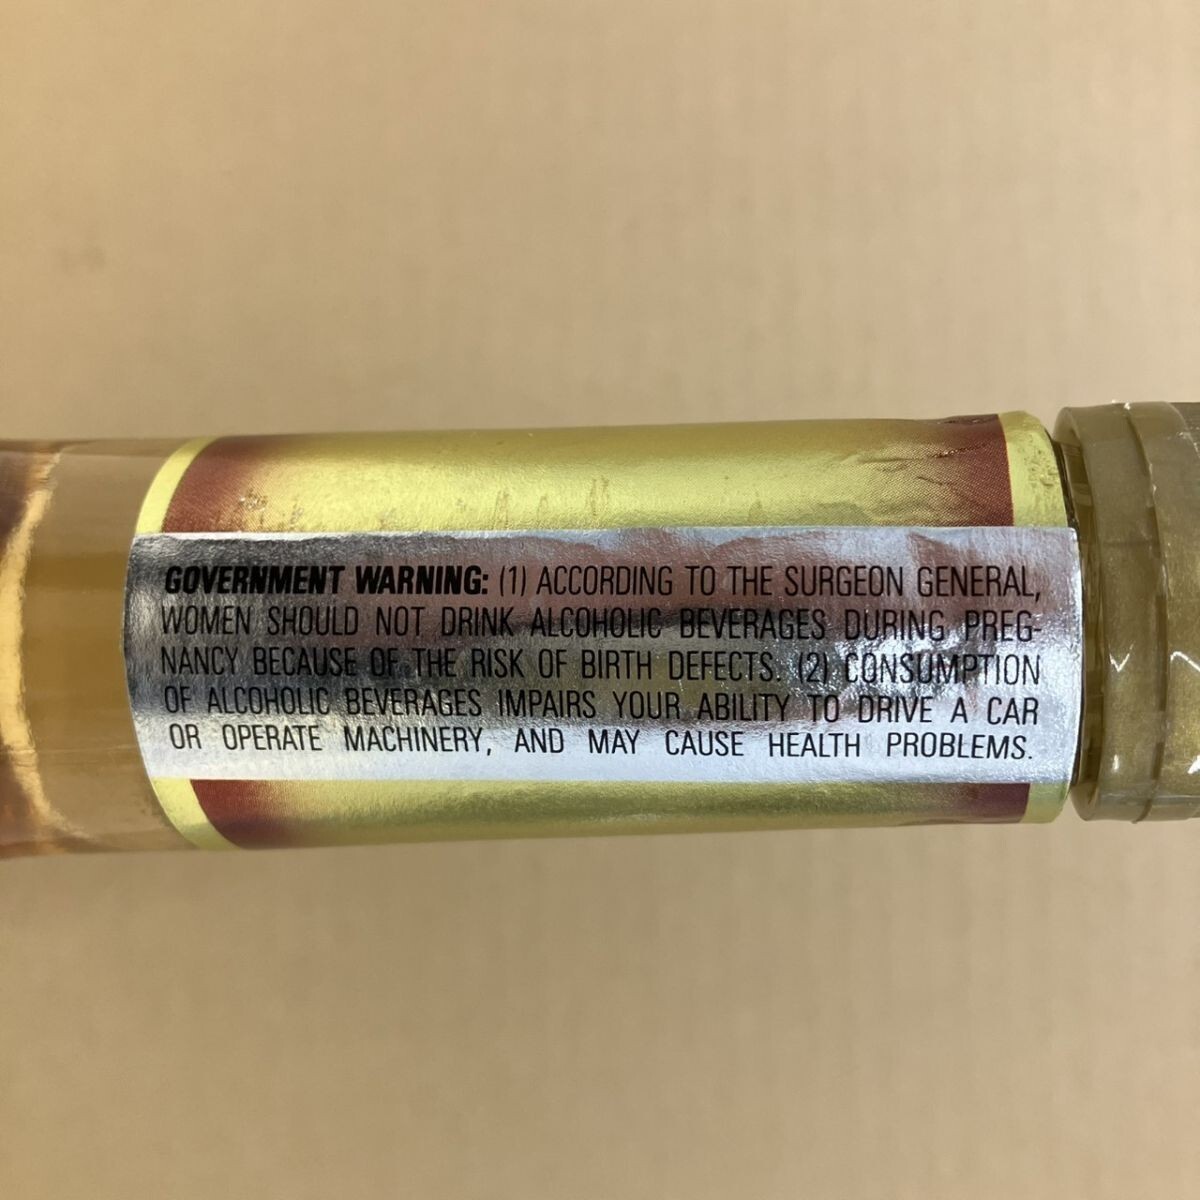 GOVERNMENT WARNING: (1) ACCORDING TO THE SURGEON GENERAL,
WOMEN SHOULD NOT DRINK ALCOHOLIC BEVERAGES DURING PREG-
NANCY BECAUSE OF THE RISK OF BIRTH DEFECTS. (2) CONSUMPTION
OF ALCOHOLIC BEVERAGES IMPAIRS YOUR ABILITY TO DRIVE A CAR
OR OPERATE MACHINERY, AND MAY CAUSE HEALTH PROBLEMS.